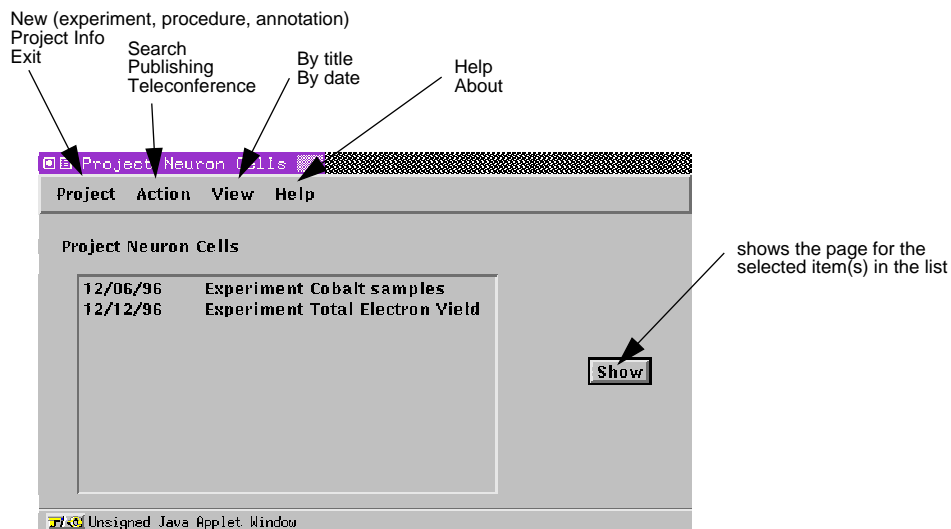 New (experiment, procedure, annotation)
Project Info
Exit
Search
Publishing
Teleconference
By title
By date
Help
About
Project Neuron Cells
Project Action View Help
Project Neuron Cells
12/06/96 Experiment Cobalt samples
12/12/96 Experiment Total Electron Yield
shows the page for the
selected item(s) in the list
Show
Unsigned Java Applet Window